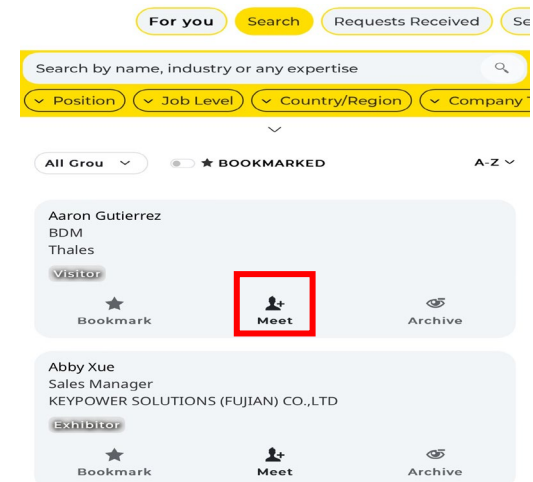 For you Search Requests Received Se
Search by name, industry or any expertise
Position Job Level Country/Region Company T
All Grou BOOKMARKED A-Z
Aaron Gutierrez
BDM
Thales
Visitor
Bookmark Meet Archive
Abby Xue
Sales Manager
KEYPOWER SOLUTIONS (FUJIAN) CO.,LTD
Exhibitor
Bookmark Meet Archive